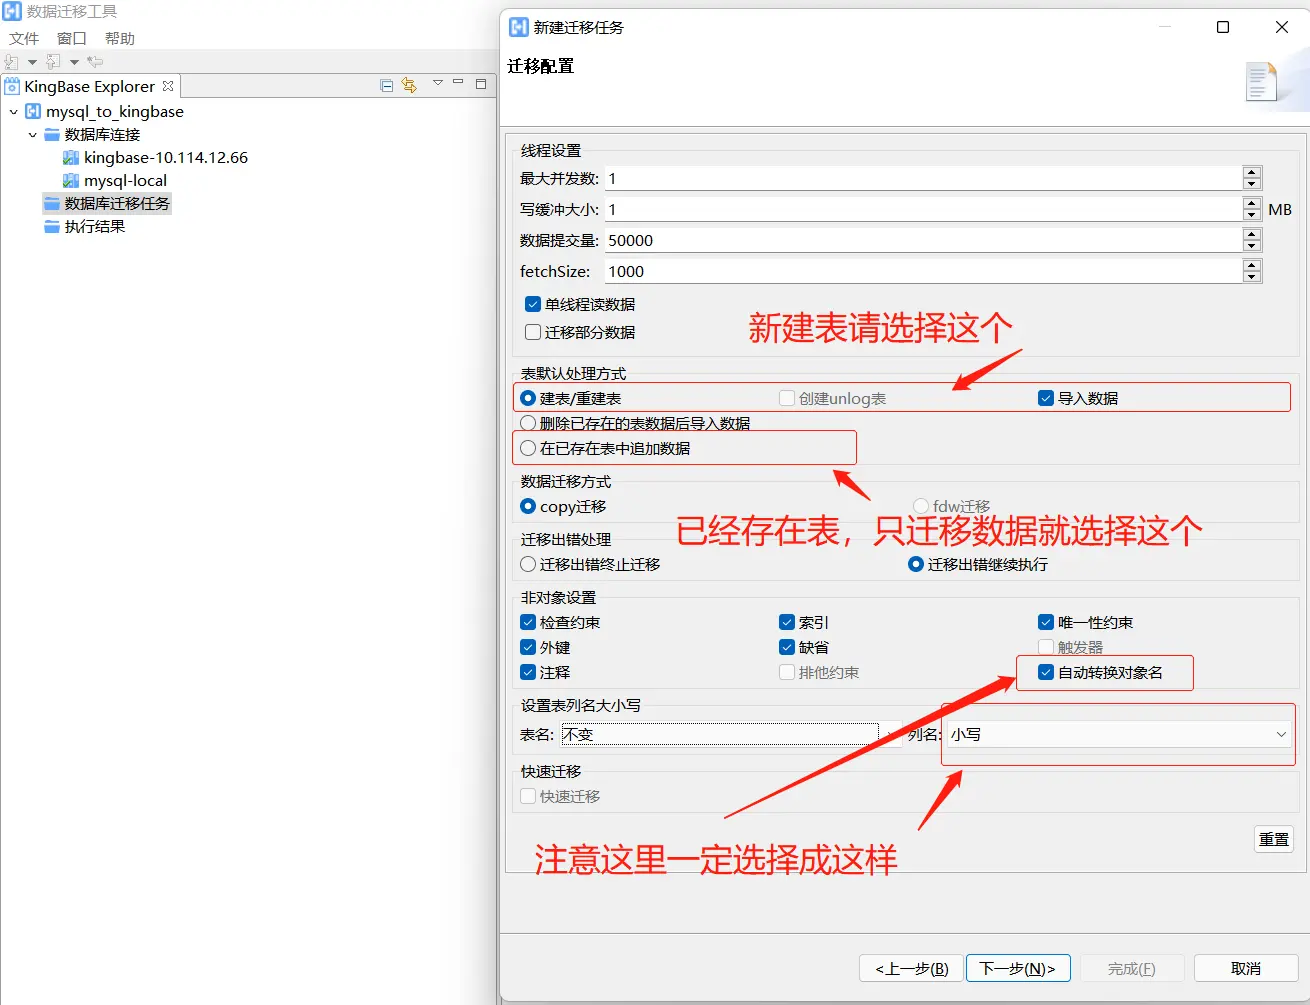 数据迁移工具
文件 窗口 帮助
KingBase Explorer
mysql_to_kingbase
数据库连接
kingbase-10.114.12.66
mysql-local
数据库迁移任务
执行结果
新建迁移任务
迁移配置
线程设置
最大并发数: 1
写缓冲大小: 1 MB
数据提交量: 50000
fetchSize: 1000
单线程读数据
迁移部分数据
新建表请选择这个
表默认处理方式
建表/重建表 创建unlog表 导入数据
删除已存在的表数据后导入数据
在已存在表中追加数据
数据迁移方式
copy迁移 fdw迁移
已经存在表，只迁移数据就选择这个
迁移出错处理
迁移出错终止迁移 迁移出错继续执行
非对象设置
检查约束 索引 唯一性约束
外键 缺省 触发器
注释 排他约束 自动转换对象名
设置表列名大小写
表名: 不变 列名: 小写
快速迁移
快速迁移
重置
注意这里一定选择成这样
<上一步(B) 下一步(N)> 完成(F) 取消